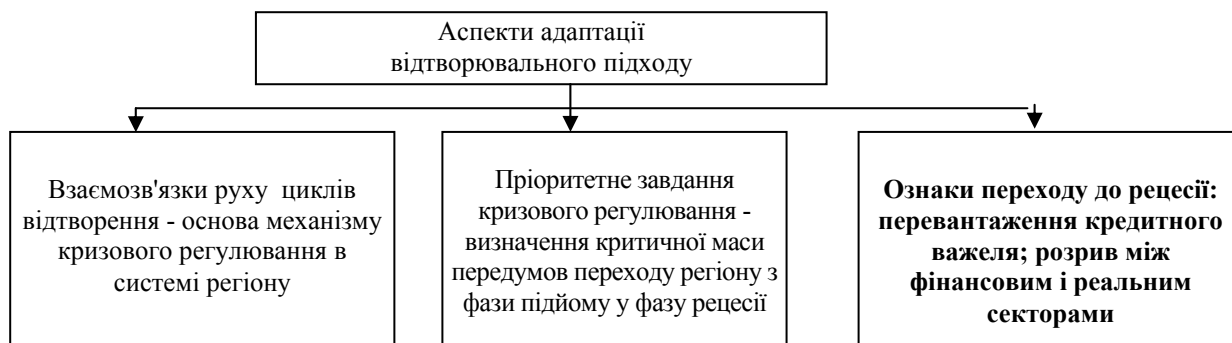 Аспекти адаптації
відтворювального підходу
Взаємозв'язки руху циклів
відтворення - основа механізму
кризового регулювання в
системі регіону
Пріоритетне завдання
кризового регулювання -
визначення критичної маси
передумов переходу регіону з
фази підйому у фазу рецесії
Ознаки переходу до рецесії:
перевантаження кредитного
важеля; розрив між
фінансовим і реальним
секторами